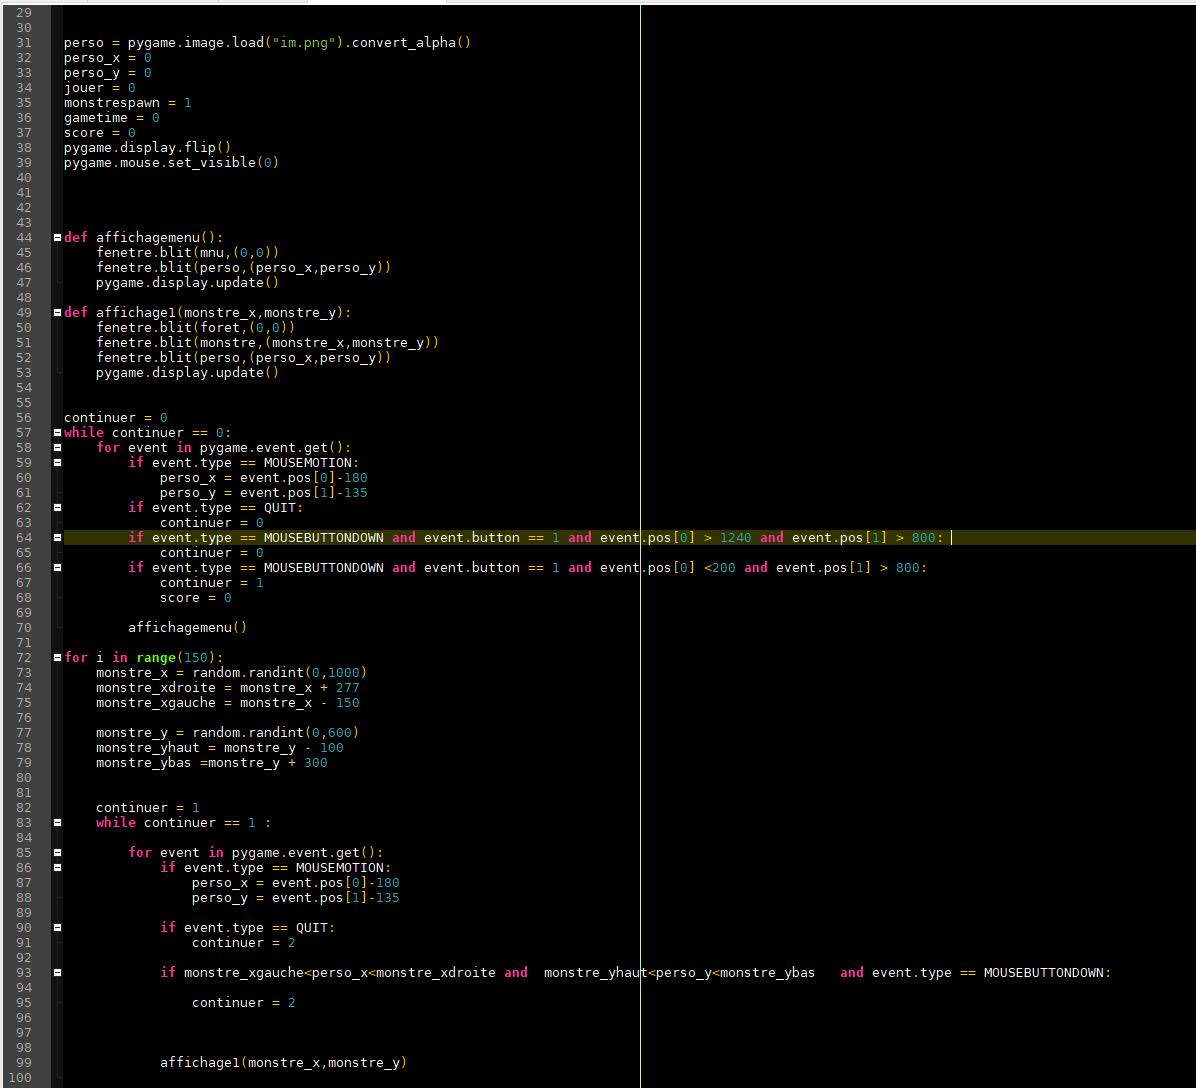 29
30
31 perso = pygame.image.load("im.png").convert_alpha()
32 perso_x = 0
33 perso_y = 0
34 jouer = 0
35 monstrespawn = 1
36 gametime = 0
37 score = 0
38 pygame.display.flip()
39 pygame.mouse.set_visible(0)
40
41
42
43
44 def affichagemenu():
45     fenetre.blit(mnu,(0,0))
46     fenetre.blit(perso,(perso_x,perso_y))
47     pygame.display.update()
48
49 def affichage1(monstre_x,monstre_y):
50     fenetre.blit(foret,(0,0))
51     fenetre.blit(monstre,(monstre_x,monstre_y))
52     fenetre.blit(perso,(perso_x,perso_y))
53     pygame.display.update()
54
55
56 continuer = 0
57 while continuer == 0:
58     for event in pygame.event.get():
59         if event.type == MOUSEMOTION:
60             perso_x = event.pos[0]-180
61             perso_y = event.pos[1]-135
62         if event.type == QUIT:
63             continuer = 0
64         if event.type == MOUSEBUTTONDOWN and event.button == 1 and event.pos[0] > 1240 and event.pos[1] > 800:
65             continuer = 0
66         if event.type == MOUSEBUTTONDOWN and event.button == 1 and event.pos[0] <200 and event.pos[1] > 800:
67             continuer = 1
68             score = 0
69
70         affichagemenu()
71
72 for i in range(150):
73     monstre_x = random.randint(0,1000)
74     monstre_xdroite = monstre_x + 277
75     monstre_xgauche = monstre_x - 150
76
77     monstre_y = random.randint(0,600)
78     monstre_yhaut = monstre_y - 100
79     monstre_ybas =monstre_y + 300
80
81
82     continuer = 1
83     while continuer == 1 :
84
85         for event in pygame.event.get():
86             if event.type == MOUSEMOTION:
87                 perso_x = event.pos[0]-180
88                 perso_y = event.pos[1]-135
89
90             if event.type == QUIT:
91                 continuer = 2
92
93             if monstre_xgauche<perso_x<monstre_xdroite and  monstre_yhaut<perso_y<monstre_ybas   and event.type == MOUSEBUTTONDOWN:
94
95                 continuer = 2
96
97
98
99             affichage1(monstre_x,monstre_y)
100